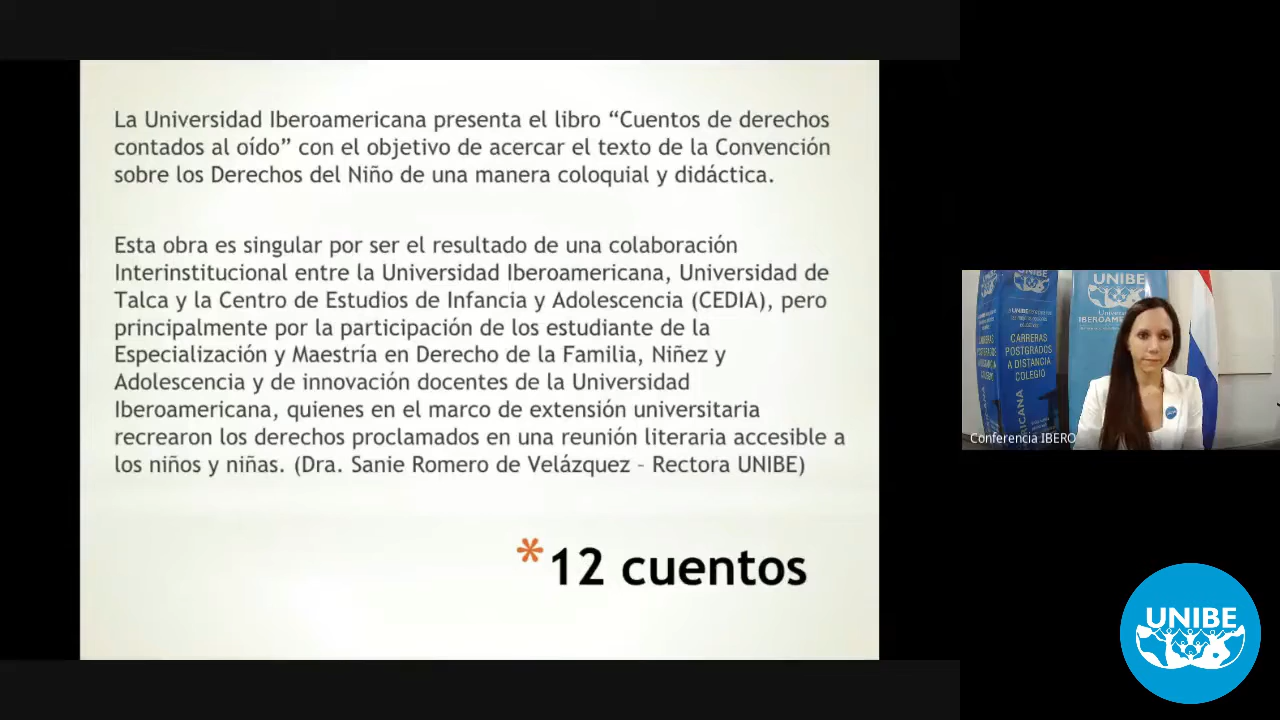 La Universidad Iberoamericana presenta el libro “Cuentos de derechos
contados al oído” con el objetivo de acercar el texto de la Convención
sobre los Derechos del Niño de una manera coloquial y didáctica.
Esta obra es singular por ser el resultado de una colaboración
Interinstitucional entre la Universidad Iberoamericana, Universidad de
Talca y la Centro de Estudios de Infancia y Adolescencia (CEDIA), pero
principalmente por la participación de los estudiante de la
Especialización y Maestría en Derecho de la Familia, Niñez y
Adolescencia y de innovación docentes de la Universidad
Iberoamericana, quienes en el marco de extensión universitaria
recrearon los derechos proclamados en una reunión literaria accesible a
los niños y niñas. (Dra. Sanie Romero de Velázquez – Rectora UNIBE)
*12 cuentos
UNIBE
UNIBE
CARRERAS
POSTGRADOS
A DISTANCIA
COLEGIO
Conferencia IBERO
UNIBE